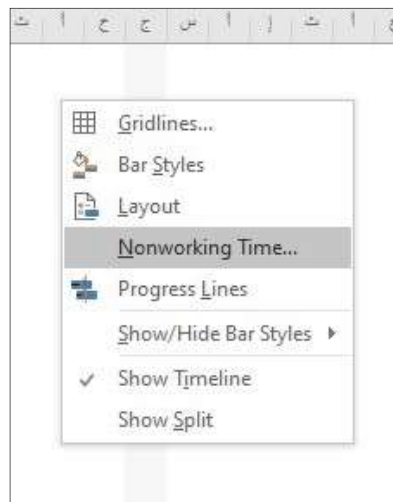 ث أ خ ج س أ إ ث أ خ
Gridlines...
Bar Styles
Layout
Nonworking Time...
Progress Lines
Show/Hide Bar Styles
Show Timeline
Show Split